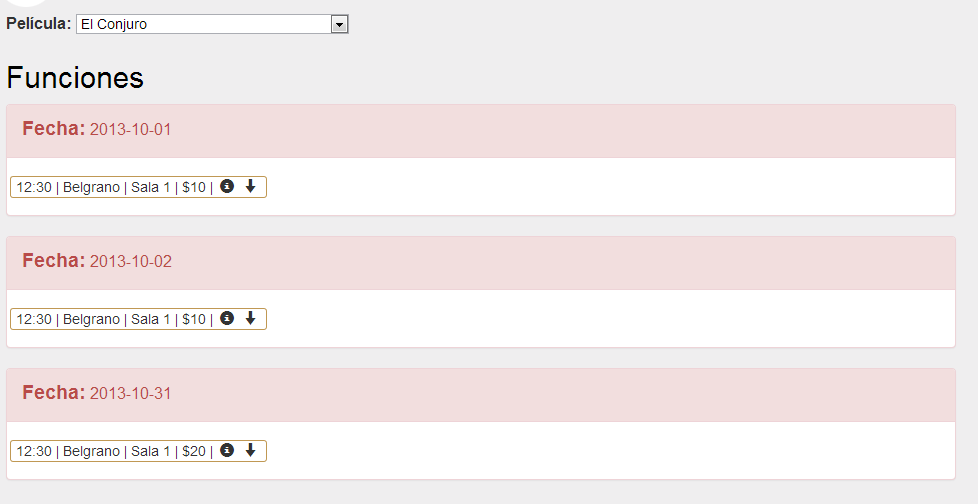 Película: El Conjuro
Funciones
Fecha: 2013-10-01
12:30 | Belgrano | Sala 1 | $10 |
Fecha: 2013-10-02
12:30 | Belgrano | Sala 1 | $10 |
Fecha: 2013-10-31
12:30 | Belgrano | Sala 1 | $20 |